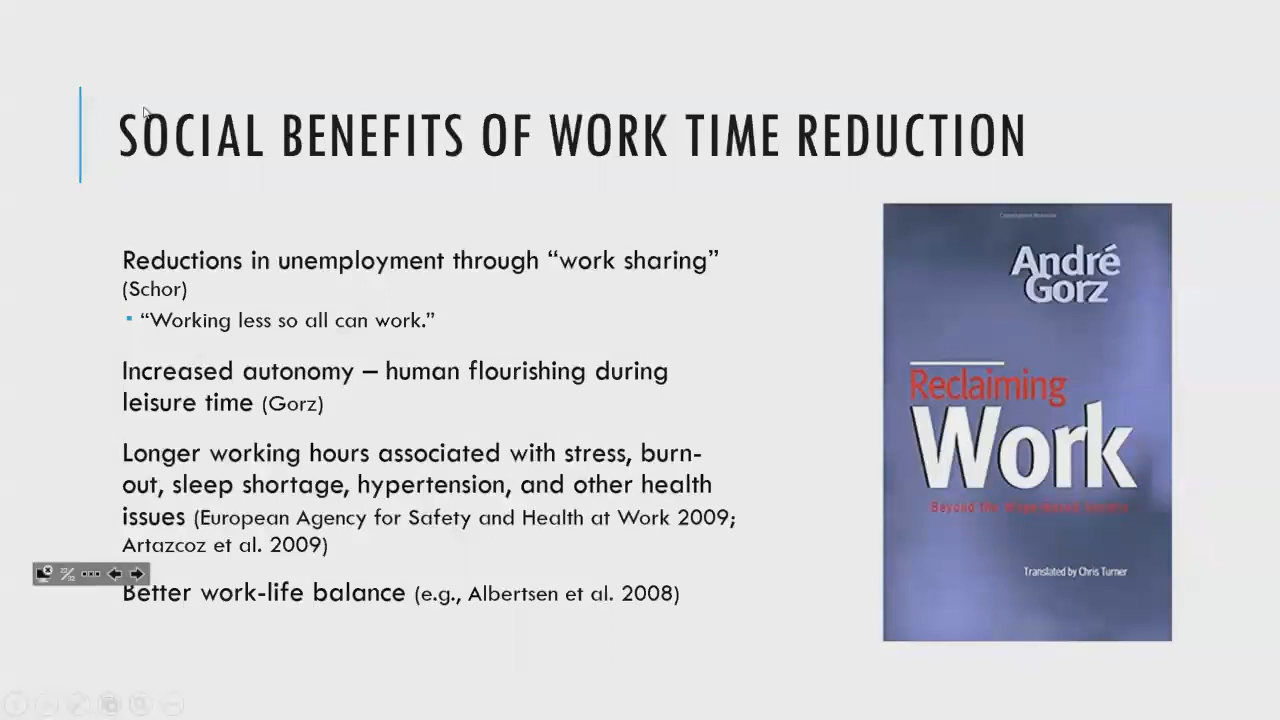 SOCIAL BENEFITS OF WORK TIME REDUCTION
Reductions in unemployment through “work sharing”
(Schor)
“Working less so all can work.”
Increased autonomy – human flourishing during
leisure time (Gorz)
Longer working hours associated with stress, burn-
out, sleep shortage, hypertension, and other health
issues (European Agency for Safety and Health at Work 2009;
Artazcoz et al. 2009)
Better work-life balance (e.g., Albertsen et al. 2008)
André
Gorz
Reclaiming
Work
Beyond the
Translated by Chris Turner